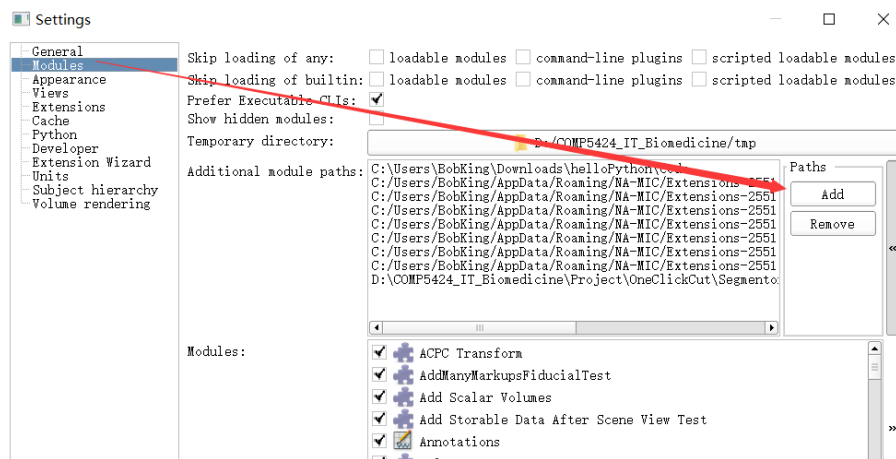 Settings
General
Modules
Appearance
Views
Extensions
Cache
Python
Developer
Extension Wizard
Units
Subject hierarchy
Volume rendering
Skip loading of any: loadable modules command-line plugins scripted loadable modules
Skip loading of builtin: loadable modules command-line plugins scripted loadable modules
Prefer Executable CLIs:
Show hidden modules:
Temporary directory: D:/COMP5424_IT_Biomedicine/tmp
Additional module paths:
C:\Users\BobKing\Downloads\helloPython\code
C:/Users/BobKing/AppData/Roaming/NA-MIC/Extensions-2551
C:/Users/BobKing/AppData/Roaming/NA-MIC/Extensions-2551
C:/Users/BobKing/AppData/Roaming/NA-MIC/Extensions-2551
C:/Users/BobKing/AppData/Roaming/NA-MIC/Extensions-2551
C:/Users/BobKing/AppData/Roaming/NA-MIC/Extensions-2551
C:/Users/BobKing/AppData/Roaming/NA-MIC/Extensions-2551
C:/Users/BobKing/AppData/Roaming/NA-MIC/Extensions-2551
D:\COMP5424_IT_Biomedicine\Project\OneClickCut\Segmento
Paths
Add
Remove
Modules:
ACPC Transform
AddManyMarkupsFiducialTest
Add Scalar Volumes
Add Storable Data After Scene View Test
Annotations